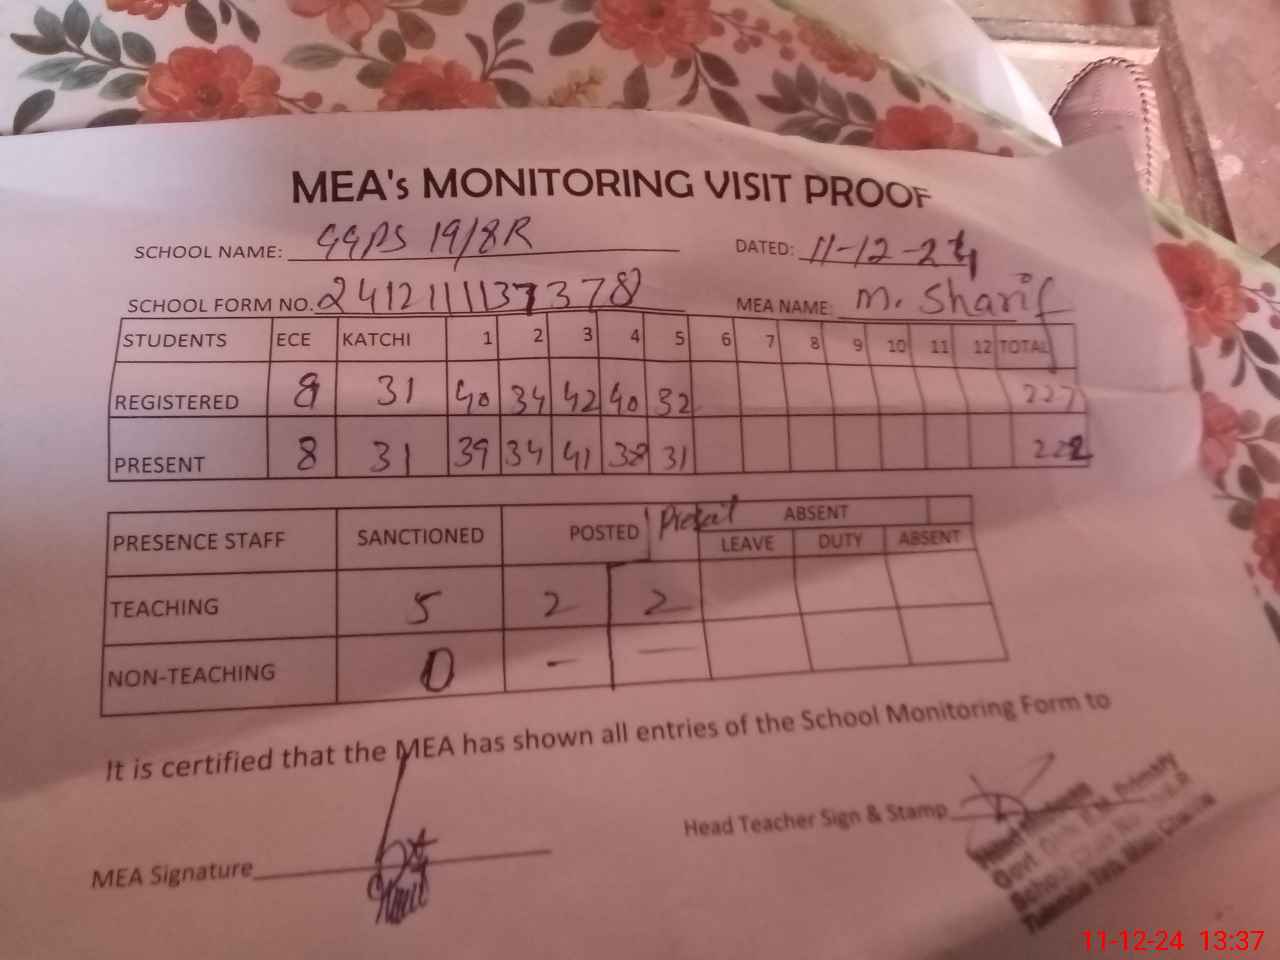 MEA's MONITORING VISIT PROOF
SCHOOL NAME: GGPS 19/8R DATED: 11-12-24
SCHOOL FORM NO. 2412111137378 MEA NAME: M. Sharif
STUDENTS ECE KATCHI 1 2 3 4 5 6 7 8 9 10 11 12 TOTAL
REGISTERED 8 31 40 34 42 40 32 227
PRESENT 8 31 39 34 41 38 31 222
PRESENCE STAFF SANCTIONED POSTED ABSENT
LEAVE DUTY ABSENT
TEACHING 5 2 2
NON-TEACHING 0 – —
It is certified that the MEA has shown all entries of the School Monitoring Form to
Head Teacher Sign & Stamp
MEA Signature
Govt. Primary
School
11-12-24 13:37